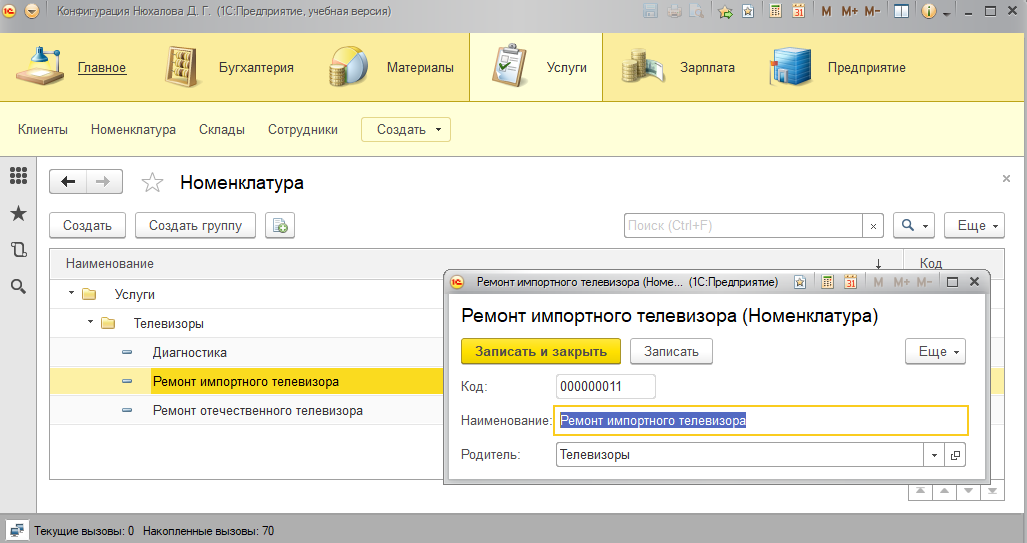 Конфигурация Нюхалова Д. Г. (1С:Предприятие, учебная версия)
31 M M+ M-
Главное Бухгалтерия Материалы Услуги Зарплата Предприятие
Клиенты Номенклатура Склады Сотрудники Создать
Номенклатура
Создать Создать группу Поиск (Ctrl+F) × Еще
Наименование Код
Услуги
Телевизоры
Диагностика
Ремонт импортного телевизора
Ремонт отечественного телевизора
Ремонт импортного телевизора (Номе... (1С:Предприятие) 31 M M+ M-
Ремонт импортного телевизора (Номенклатура)
Записать и закрыть Записать Еще
Код: 000000011
Наименование: Ремонт импортного телевизора
Родитель: Телевизоры
Текущие вызовы: 0 Накопленные вызовы: 70